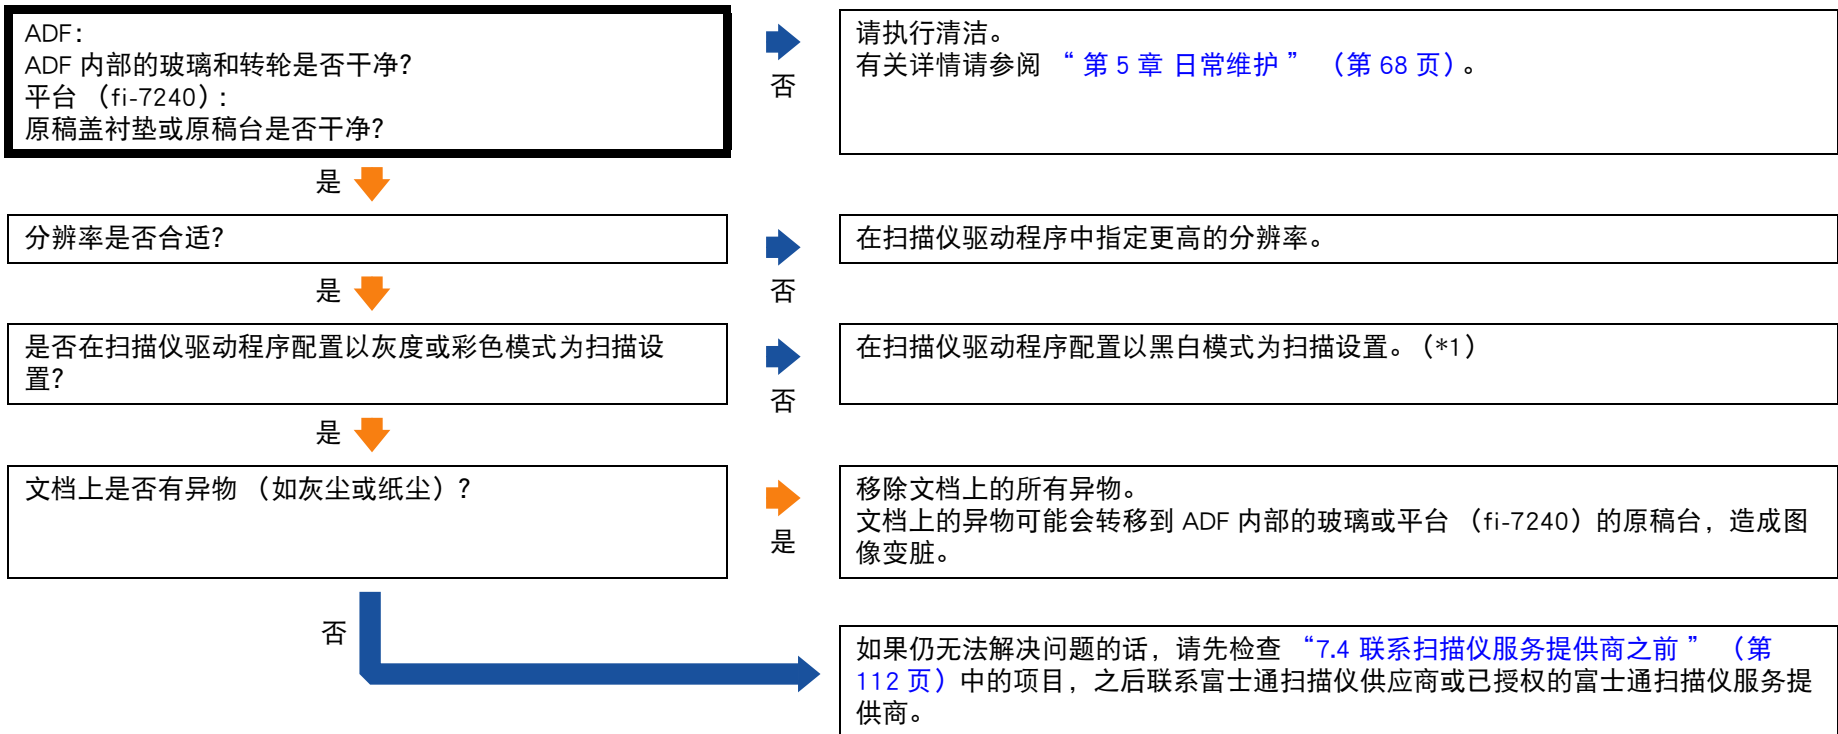 ADF：
ADF 内部的玻璃和转轮是否干净？
平台 （fi-7240）：
原稿盖衬垫或原稿台是否干净？
否
请执行清洁。
有关详情请参阅 “ 第 5 章 日常维护 ” （第 68 页）。
是
分辨率是否合适？
否
在扫描仪驱动程序中指定更高的分辨率。
是
是否在扫描仪驱动程序配置以灰度或彩色模式为扫描设
置？
否
在扫描仪驱动程序配置以黑白模式为扫描设置。（*1）
是
文档上是否有异物 （如灰尘或纸尘）？
是
移除文档上的所有异物。
文档上的异物可能会转移到 ADF 内部的玻璃或平台 （fi-7240）的原稿台，造成图
像变脏。
否
如果仍无法解决问题的话，请先检查 “7.4 联系扫描仪服务提供商之前 ” （第
112 页）中的项目，之后联系富士通扫描仪供应商或已授权的富士通扫描仪服务提
供商。